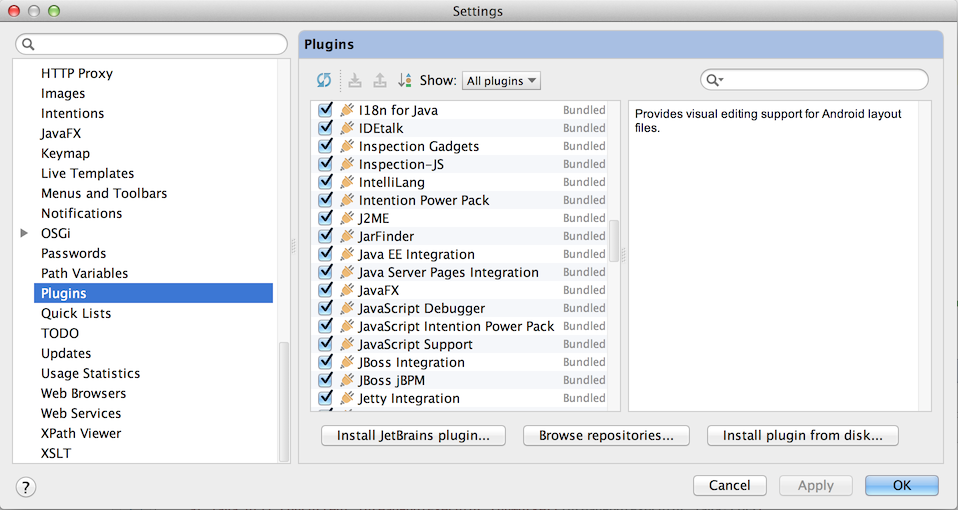 Settings
Plugins
HTTP Proxy
Images
Intentions
JavaFX
Keymap
Live Templates
Menus and Toolbars
Notifications
OSGi
Passwords
Path Variables
Plugins
Quick Lists
TODO
Updates
Usage Statistics
Web Browsers
Web Services
XPath Viewer
XSLT
Show: All plugins
I18n for Java Bundled
IDEtalk Bundled
Inspection Gadgets Bundled
Inspection-JS Bundled
IntelliLang Bundled
Intention Power Pack Bundled
J2ME Bundled
JarFinder Bundled
Java EE Integration Bundled
Java Server Pages Integration Bundled
JavaFX Bundled
JavaScript Debugger Bundled
JavaScript Intention Power Pack Bundled
JavaScript Support Bundled
JBoss Integration Bundled
JBoss jBPM Bundled
Jetty Integration Bundled
Provides visual editing support for Android layout
files.
Install JetBrains plugin... Browse repositories... Install plugin from disk...
? Cancel Apply OK